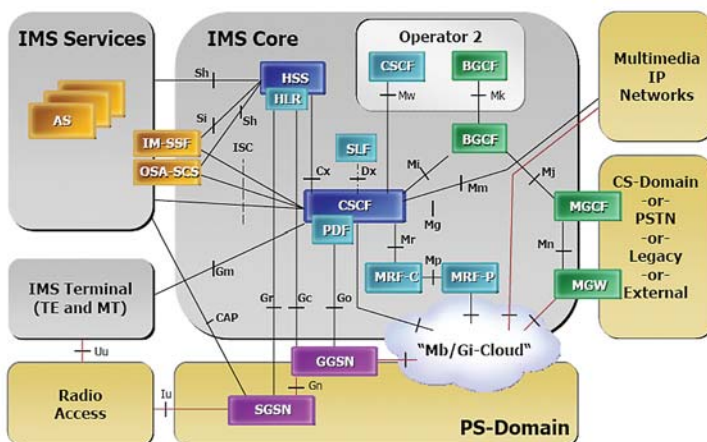 IMS Services
IMS Core
Operator 2
CSCF
BGCF
Multimedia
IP
Networks
Sh
HSS
HLR
Mw
Mk
AS
Si
Sh
BGCF
IM-SSF
ISC
SLF
OSA-SCS
Cx
Dx
Mi
Mm
Mj
CS-Domain
-or-
PSTN
-or-
Legacy
-or-
External
CSCF
PDF
Mg
MGCF
Mr
Mn
Gm
Mp
MRF-C
MRF-P
MGW
IMS Terminal
(TE and MT)
CAP
Gr
Gc
Go
"Mb/Gi-Cloud"
Uu
GGSN
Gn
Radio
Access
Iu
SGSN
PS-Domain